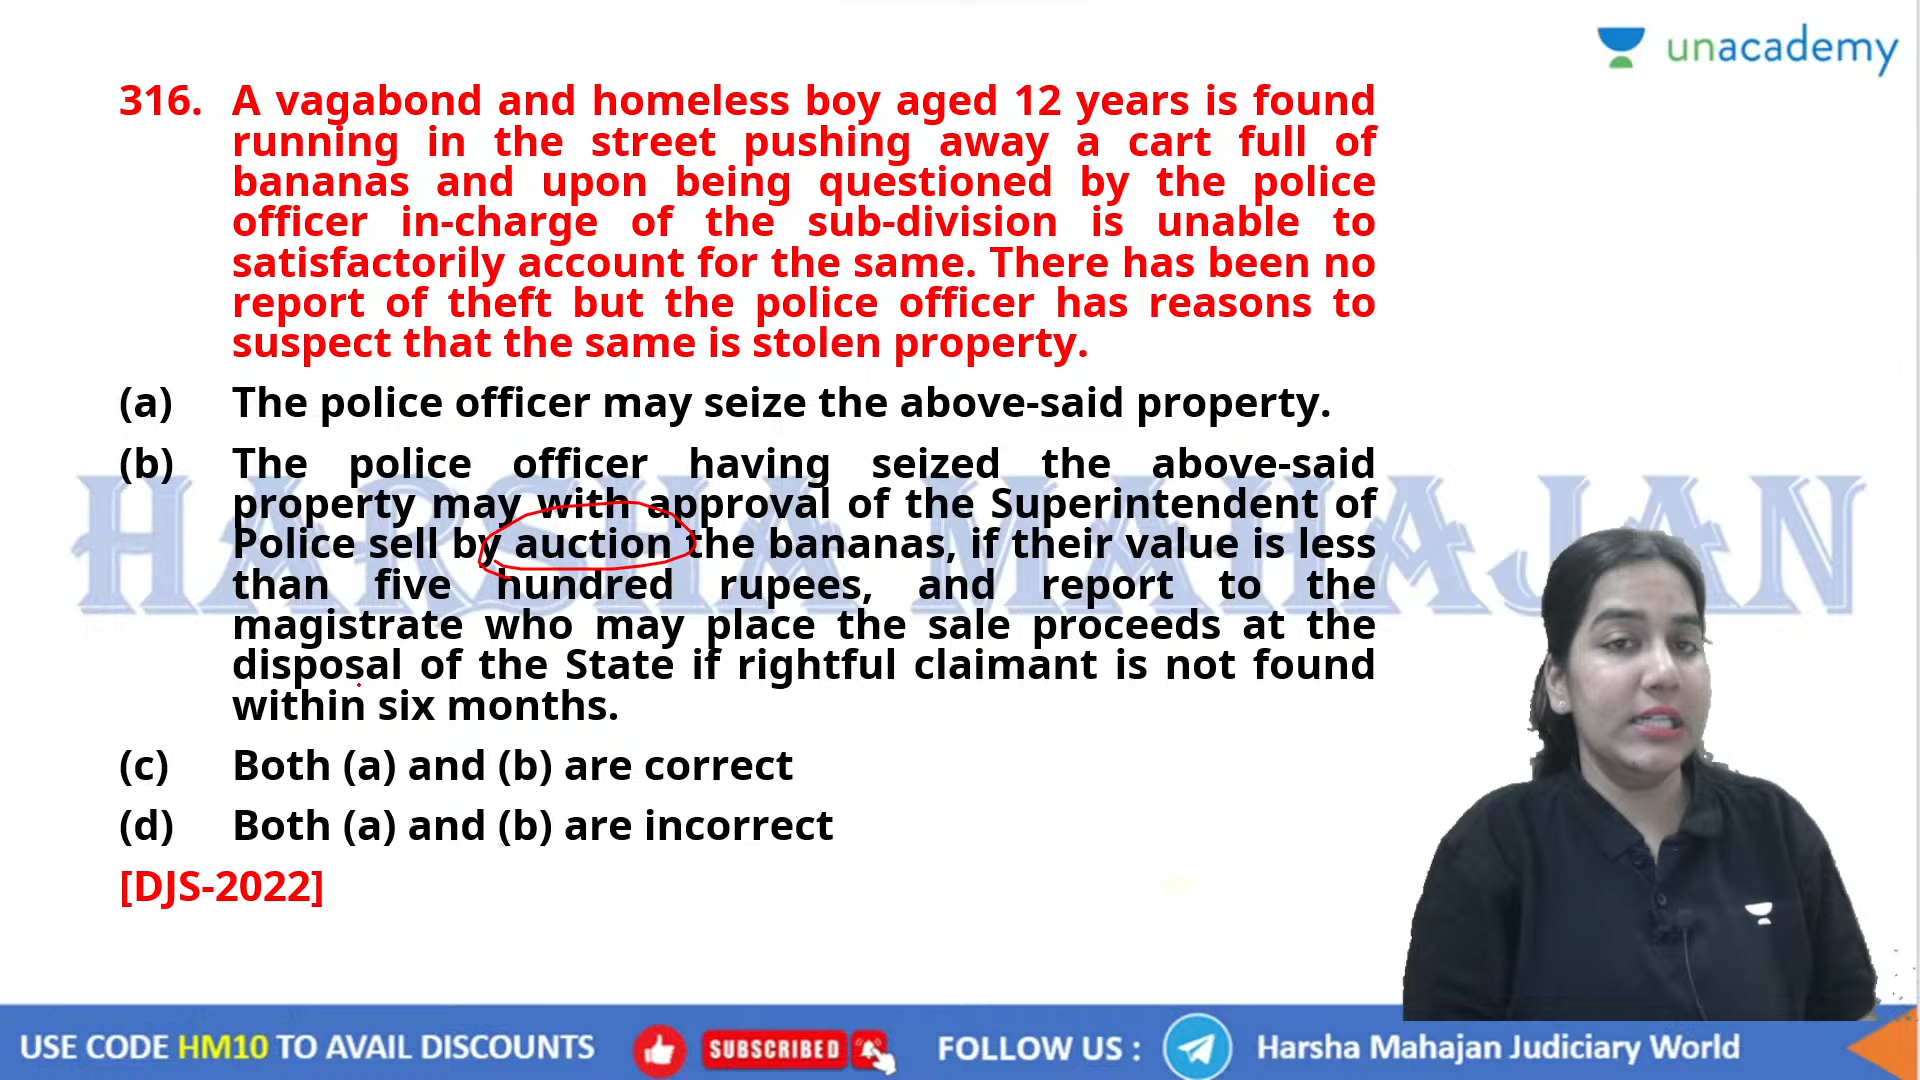 unacademy
316. A vagabond and homeless boy aged 12 years is found
running in the street pushing away a cart full of
bananas and upon being questioned by the police
officer in-charge of the sub-division is unable to
satisfactorily account for the same. There has been no
report of theft but the police officer has reasons to
suspect that the same is stolen property.
(a) The police officer may seize the above-said property.
(b) The police officer having seized the above-said
property may with approval of the Superintendent of
Police sell by auction the bananas, if their value is less
than five hundred rupees, and report to the
magistrate who may place the sale proceeds at the
disposal of the State if rightful claimant is not found
within six months.
(c) Both (a) and (b) are correct
(d) Both (a) and (b) are incorrect
[DJS-2022]
HARSHA MAHAJAN
USE CODE HM10 TO AVAIL DISCOUNTS
SUBSCRIBED
FOLLOW US :
Harsha Mahajan Judiciary World